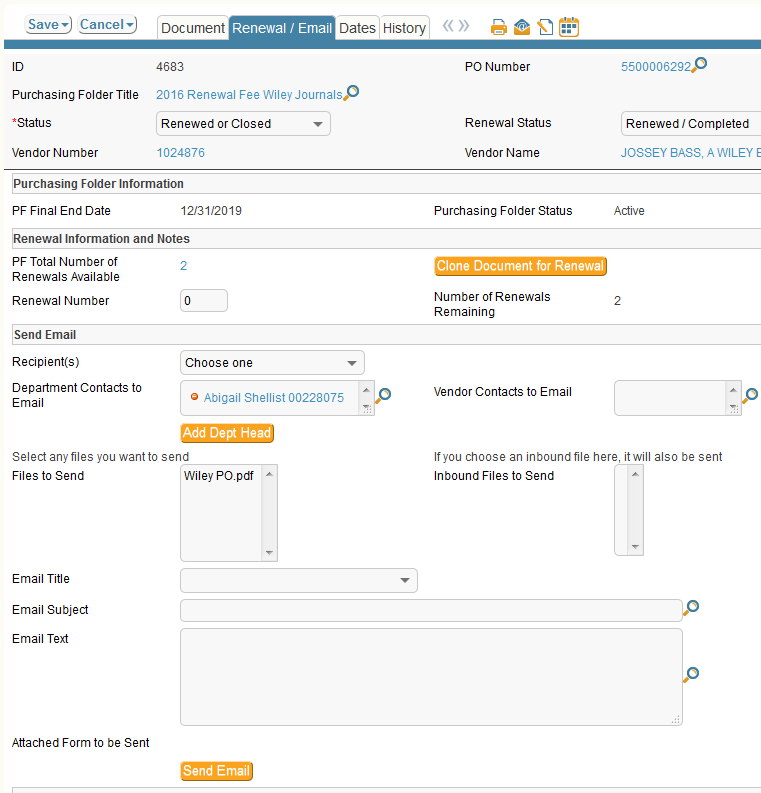 Save Cancel Document Renewal / Email Dates History
ID 4683 PO Number 5500006292
Purchasing Folder Title 2016 Renewal Fee Wiley Journals
*Status Renewed or Closed Renewal Status Renewed / Completed
Vendor Number 1024876 Vendor Name JOSSEY BASS, A WILEY
Purchasing Folder Information
PF Final End Date 12/31/2019 Purchasing Folder Status Active
Renewal Information and Notes
PF Total Number of
Renewals Available 2 Clone Document for Renewal
Renewal Number 0 Number of Renewals
Remaining 2
Send Email
Recipient(s) Choose one
Department Contacts to
Email Abigail Shellist 00228075 Vendor Contacts to Email
Add Dept Head
Select any files you want to send If you choose an inbound file here, it will also be sent
Files to Send Wiley PO.pdf Inbound Files to Send
Email Title
Email Subject
Email Text
Attached Form to be Sent
Send Email